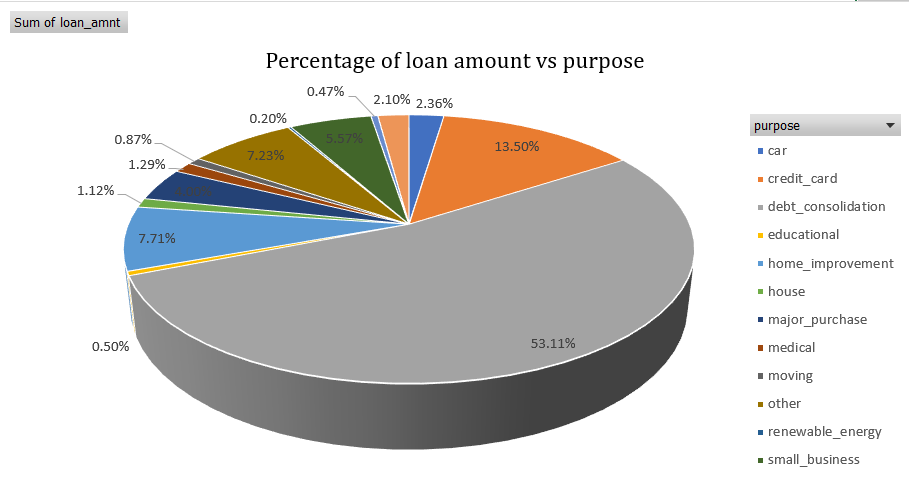 Sum of loan_amnt
Percentage of loan amount vs purpose
0.47%
2.10%
2.36%
0.20%
5.57%
13.50%
0.87%
7.23%
1.29%
1.12%
7.71%
0.50%
53.11%
purpose
car
credit_card
debt_consolidation
educational
home_improvement
house
major_purchase
medical
moving
other
renewable_energy
small_business